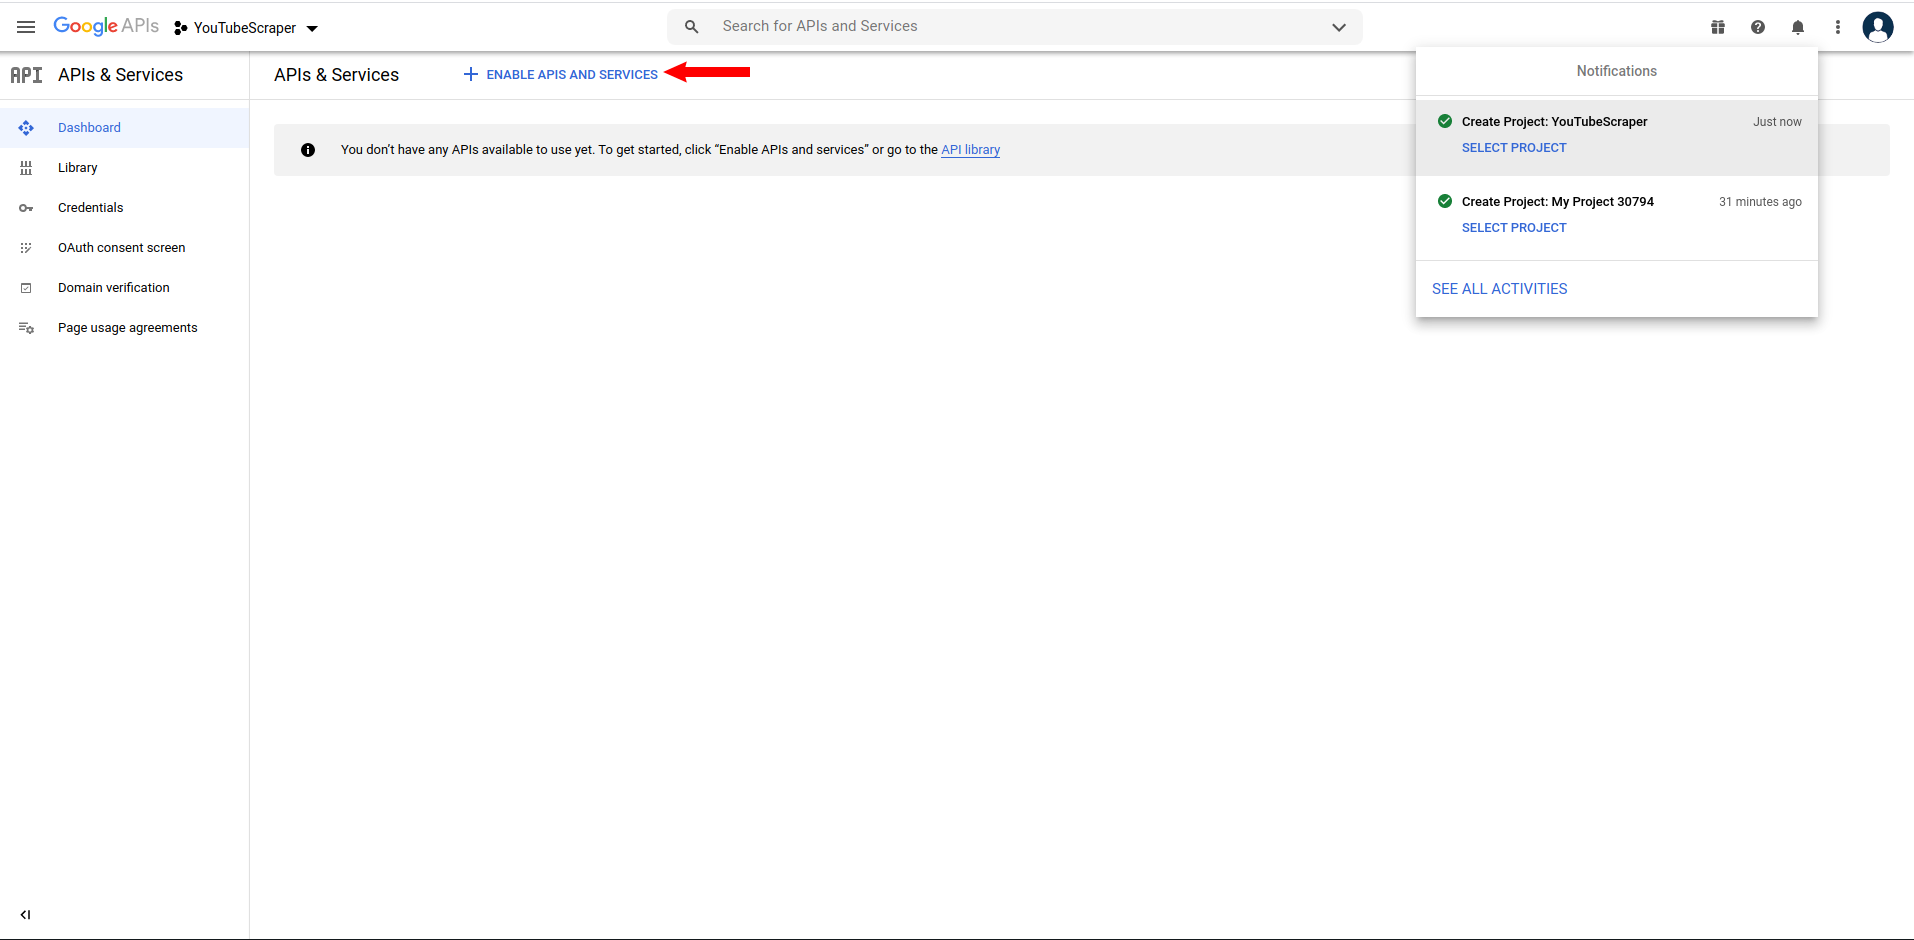 Google APIs YouTubeScraper Search for APIs and Services
API APIs & Services
Dashboard
Library
Credentials
OAuth consent screen
Domain verification
Page usage agreements
APIs & Services ENABLE APIS AND SERVICES
You don’t have any APIs available to use yet. To get started, click “Enable APIs and services” or go to the API library
Notifications
Create Project: YouTubeScraper Just now
SELECT PROJECT
Create Project: My Project 30794 31 minutes ago
SELECT PROJECT
SEE ALL ACTIVITIES